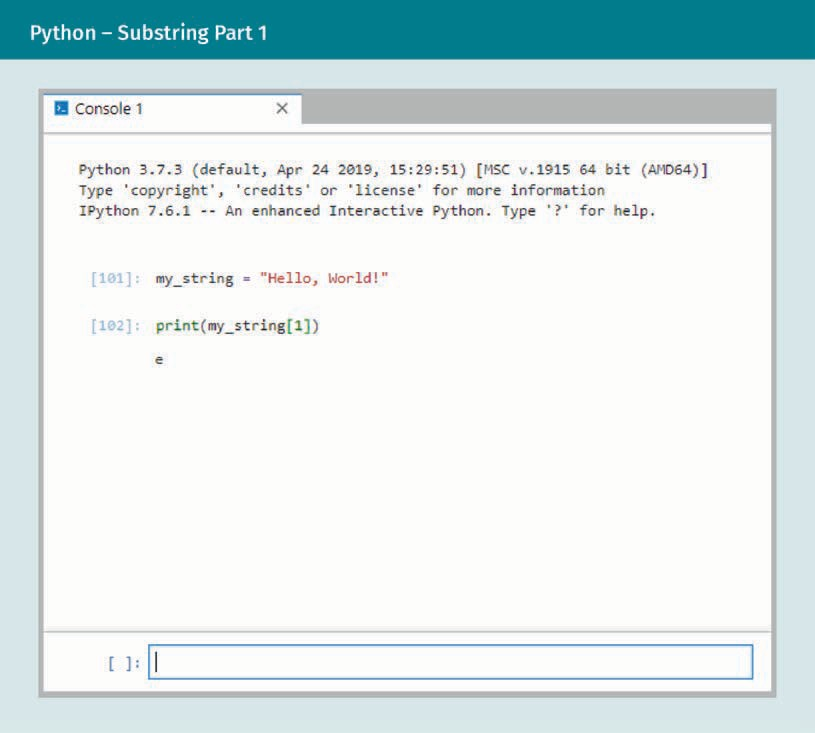 Python – Substring Part 1
Console 1
Python 3.7.3 (default, Apr 24 2019, 15:29:51) [MSC v.1915 64 bit (AMD64)]
Type 'copyright', 'credits' or 'license' for more information
IPython 7.6.1 -- An enhanced Interactive Python. Type '?' for help.
[101]: my_string = "Hello, World!"
[102]: print(my_string[1])
e
[ ]: